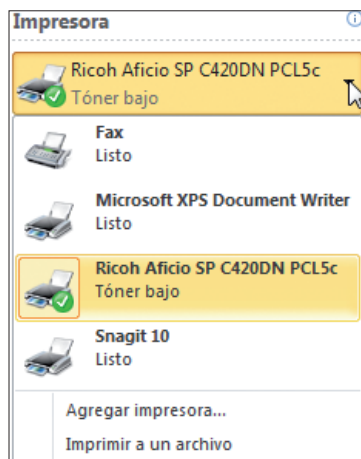 Impresora
Ricoh Aficio SP C420DN PCL5c
Tóner bajo
Fax
Listo
Microsoft XPS Document Writer
Listo
Ricoh Aficio SP C420DN PCL5c
Tóner bajo
Snagit 10
Listo
Agregar impresora...
Imprimir a un archivo